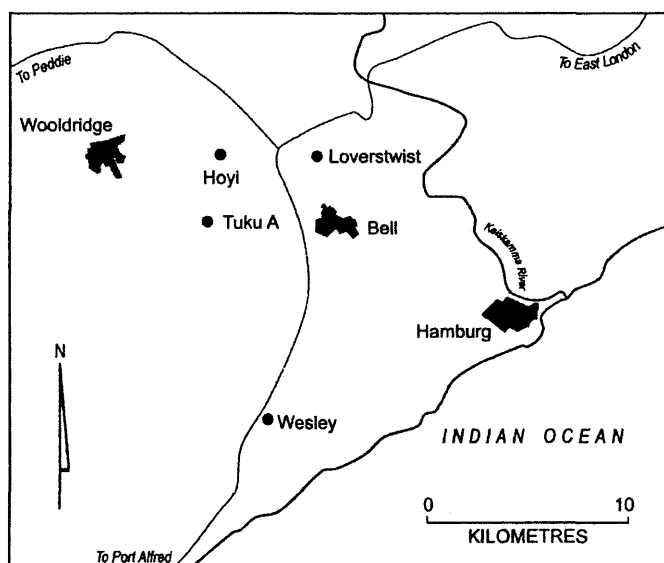 To Peddie
To East London
Wooldridge
Hoyi
Loverstwist
Tuku A
Bell
Keiskamma River
Hamburg
N
Wesley
INDIAN OCEAN
0 10
KILOMETRES
To Port Alfred